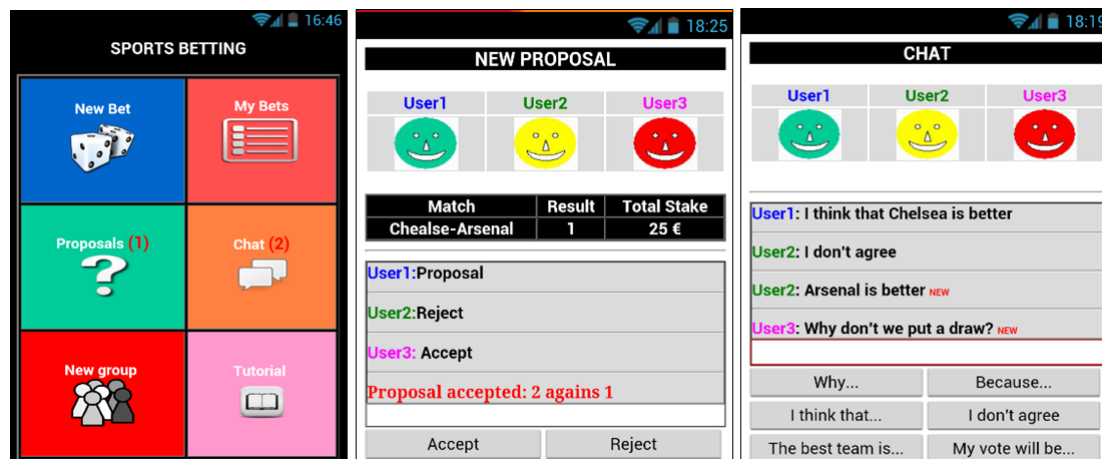 16:46
SPORTS BETTING
New Bet
My Bets
Proposals (1)
Chat (2)
New group
Tutorial
18:25
NEW PROPOSAL
User1 User2 User3
Match Result Total Stake
Chealse-Arsenal 1 25 €
User1:Proposal
User2:Reject
User3: Accept
Proposal accepted: 2 agains 1
Accept Reject
18:19
CHAT
User1 User2 User3
User1: I think that Chelsea is better
User2: I don't agree
User2: Arsenal is better NEW
User3: Why don't we put a draw? NEW
Why... Because...
I think that... I don't agree
The best team is... My vote will be...